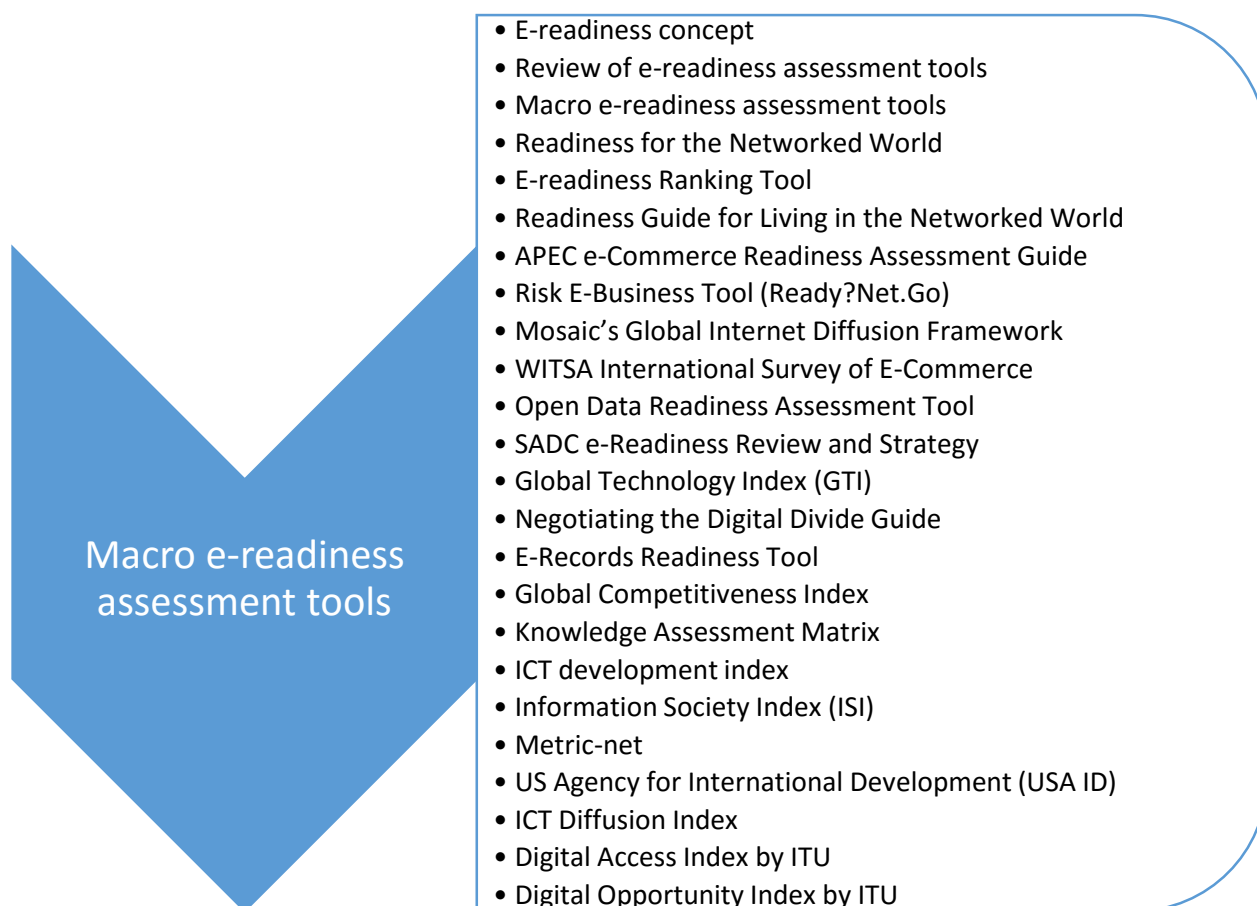 • E-readiness concept
• Review of e-readiness assessment tools
• Macro e-readiness assessment tools
• Readiness for the Networked World
• E-readiness Ranking Tool
• Readiness Guide for Living in the Networked World
• APEC e-Commerce Readiness Assessment Guide
• Risk E-Business Tool (Ready?Net.Go)
• Mosaic’s Global Internet Diffusion Framework
• WITSA International Survey of E-Commerce
• Open Data Readiness Assessment Tool
• SADC e-Readiness Review and Strategy
• Global Technology Index (GTI)
• Negotiating the Digital Divide Guide
• E-Records Readiness Tool
• Global Competitiveness Index
• Knowledge Assessment Matrix
• ICT development index
• Information Society Index (ISI)
• Metric-net
• US Agency for International Development (USA ID)
• ICT Diffusion Index
• Digital Access Index by ITU
• Digital Opportunity Index by ITU
Macro e-readiness
assessment tools